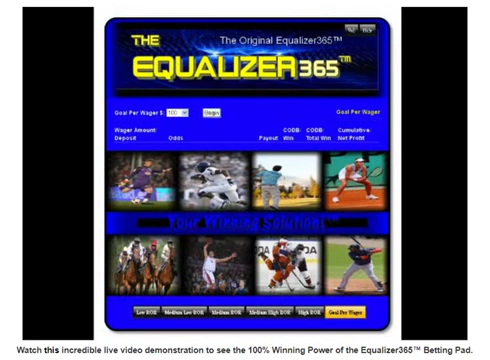 The Original Equalizer365™
THE
EQUALIZER365™
Goal Per Wager $: 100 Begin Goal Per Wager
Wager Amount: CODB: CODB: Cumulative:
Deposit Odds Payout Win Total Win Net Profit
Your Winning Solution!™
Low ROR Medium Low ROR Medium ROR Medium High ROR High ROR Goal Per Wager
Watch this incredible live video demonstration to see the 100% Winning Power of the Equalizer365™ Betting Pad.